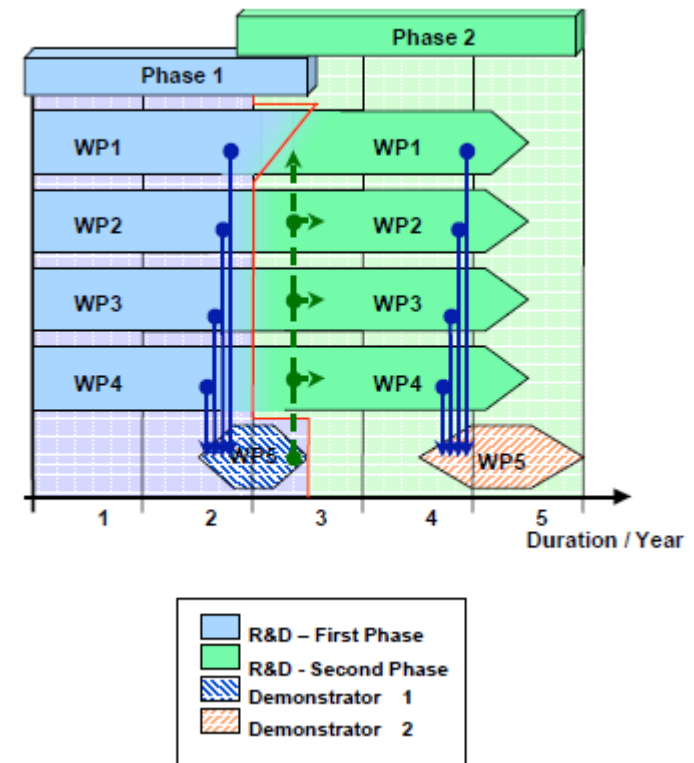 Phase 2
Phase 1
WP1 WP1
WP2 WP2
WP3 WP3
WP4 WP4
WP5 WP5
1 2 3 4 5
Duration / Year
R&D – First Phase
R&D - Second Phase
Demonstrator 1
Demonstrator 2